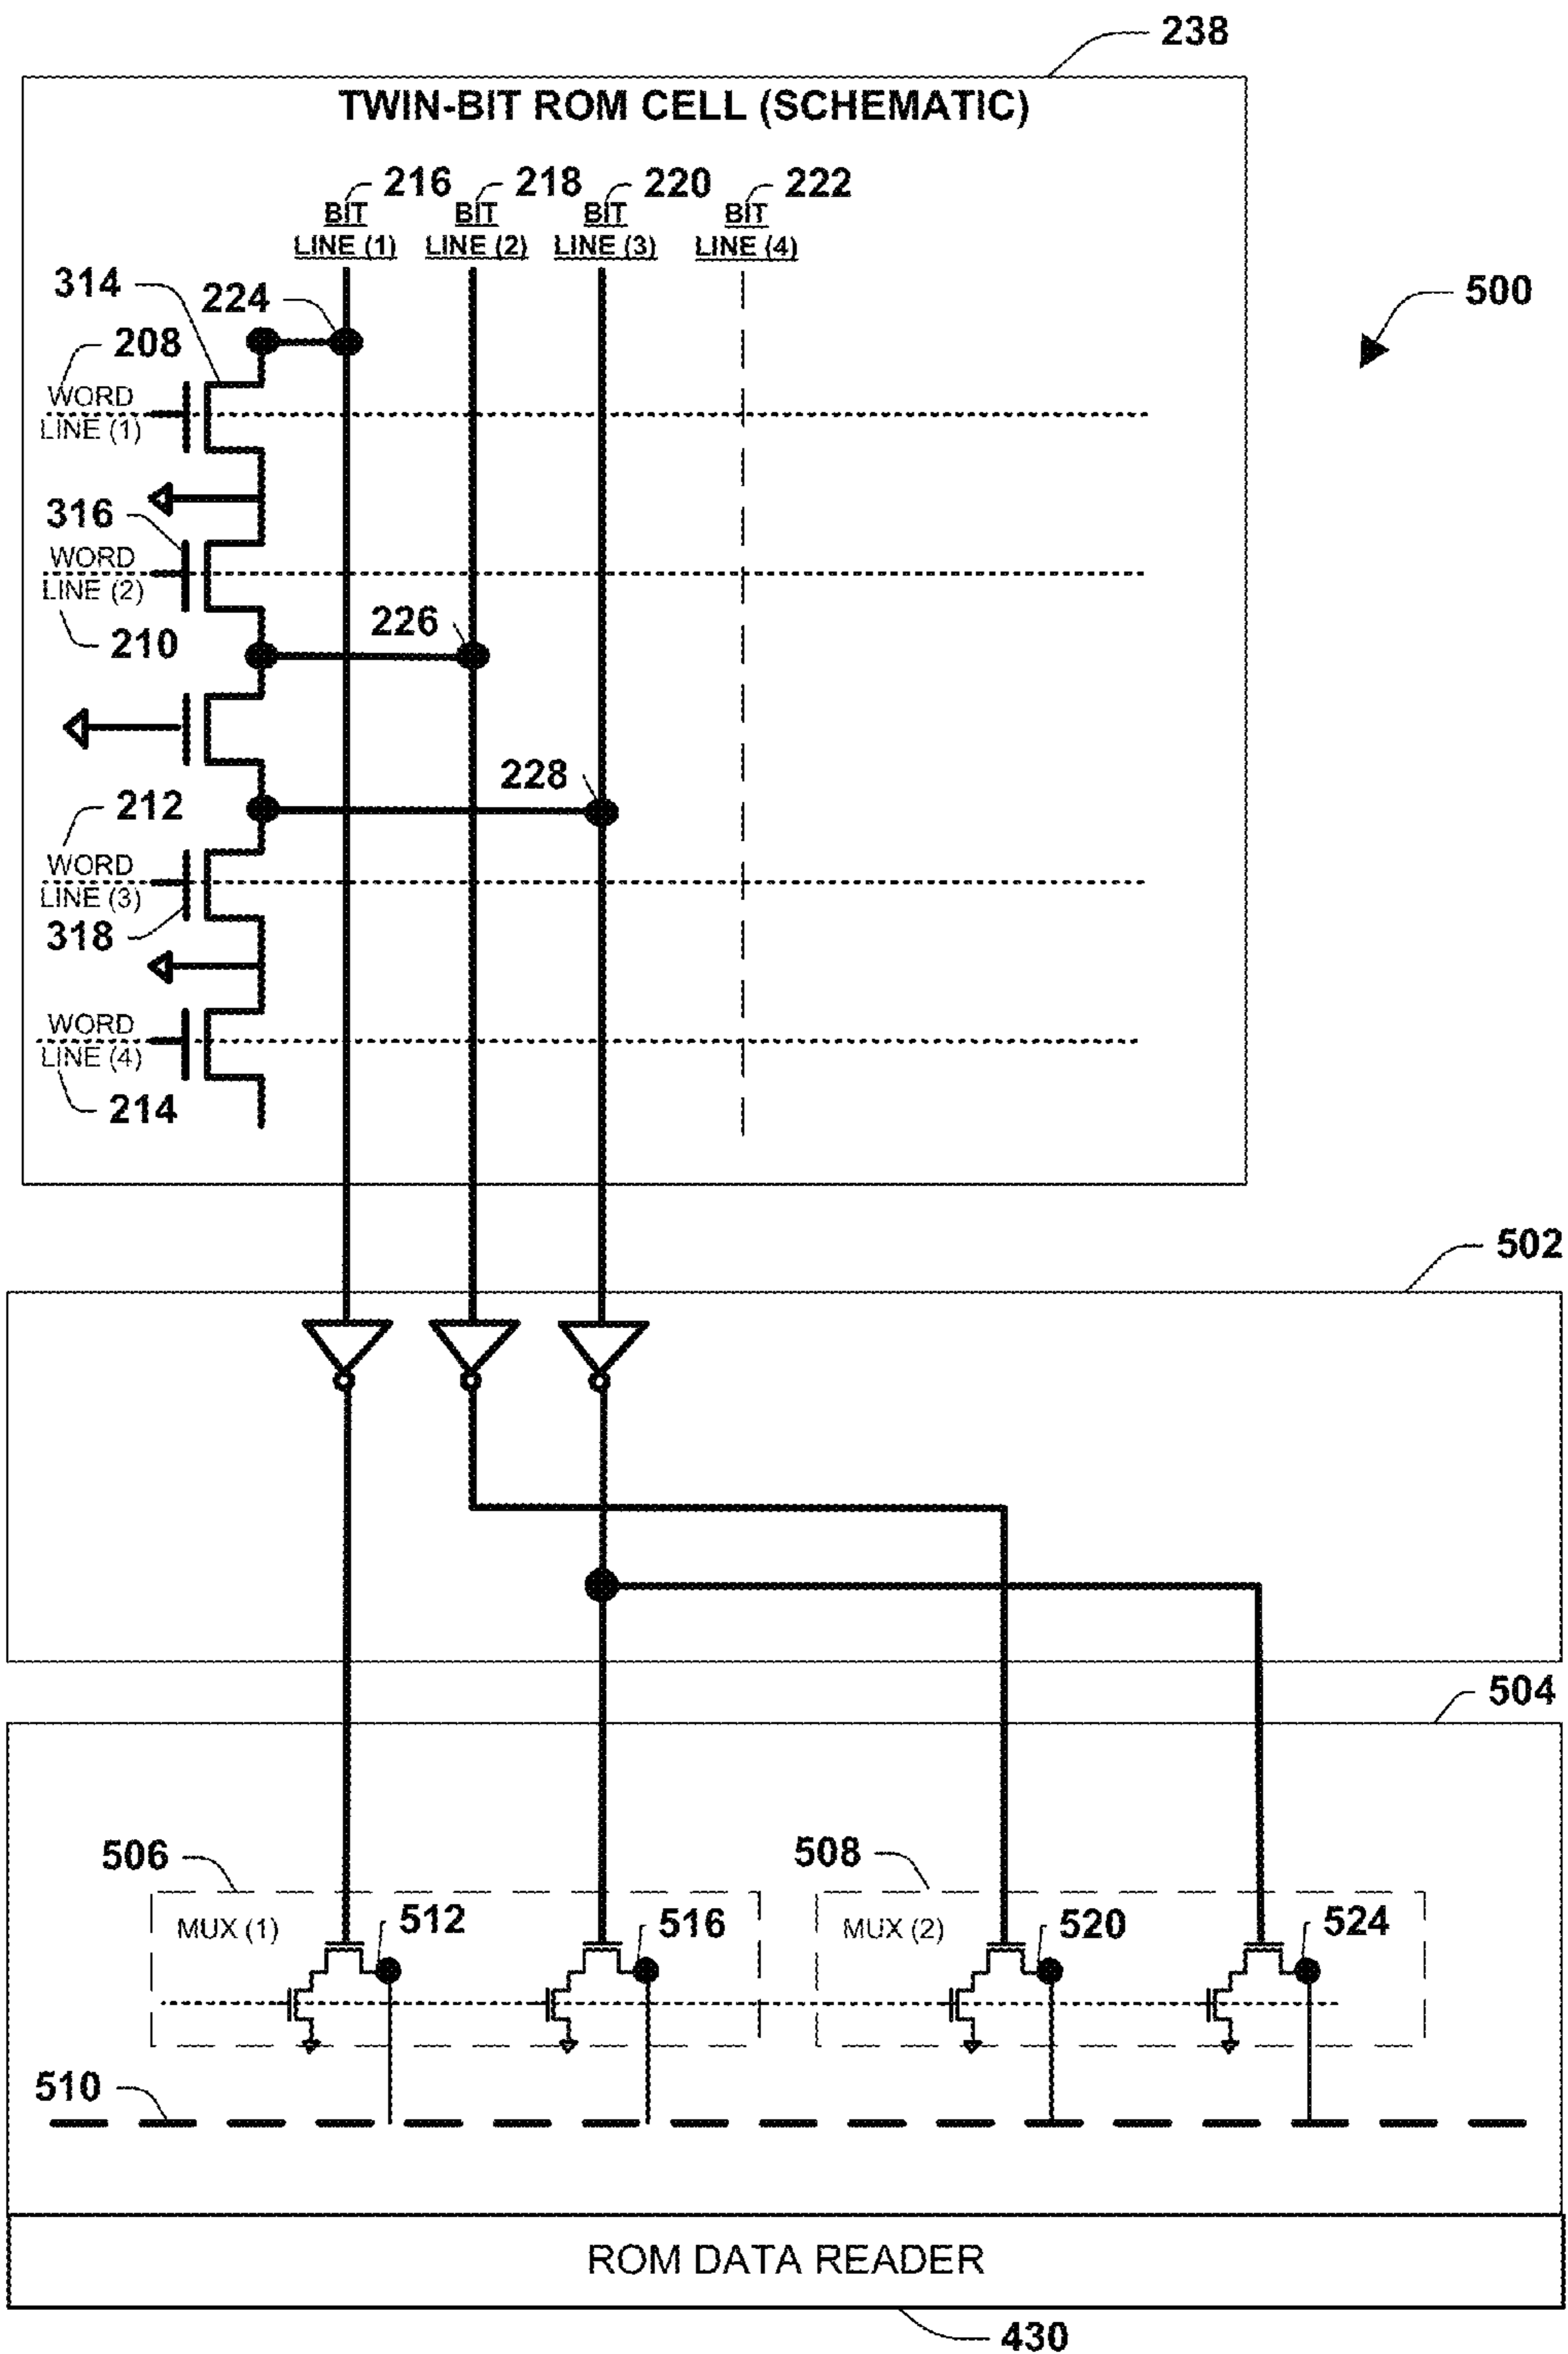 238
TWIN-BIT ROM CELL (SCHEMATIC)
216 218 220 222
BIT BIT BIT BIT
LINE (1) LINE (2) LINE (3) LINE (4)
314
224
500
208
WORD
LINE (1)
316
WORD
LINE (2)
226
210
228
212
WORD
LINE (3)
318
WORD
LINE (4)
214
502
504
506
508
MUX (1) 512 516 MUX (2) 520 524
510
ROM DATA READER
430